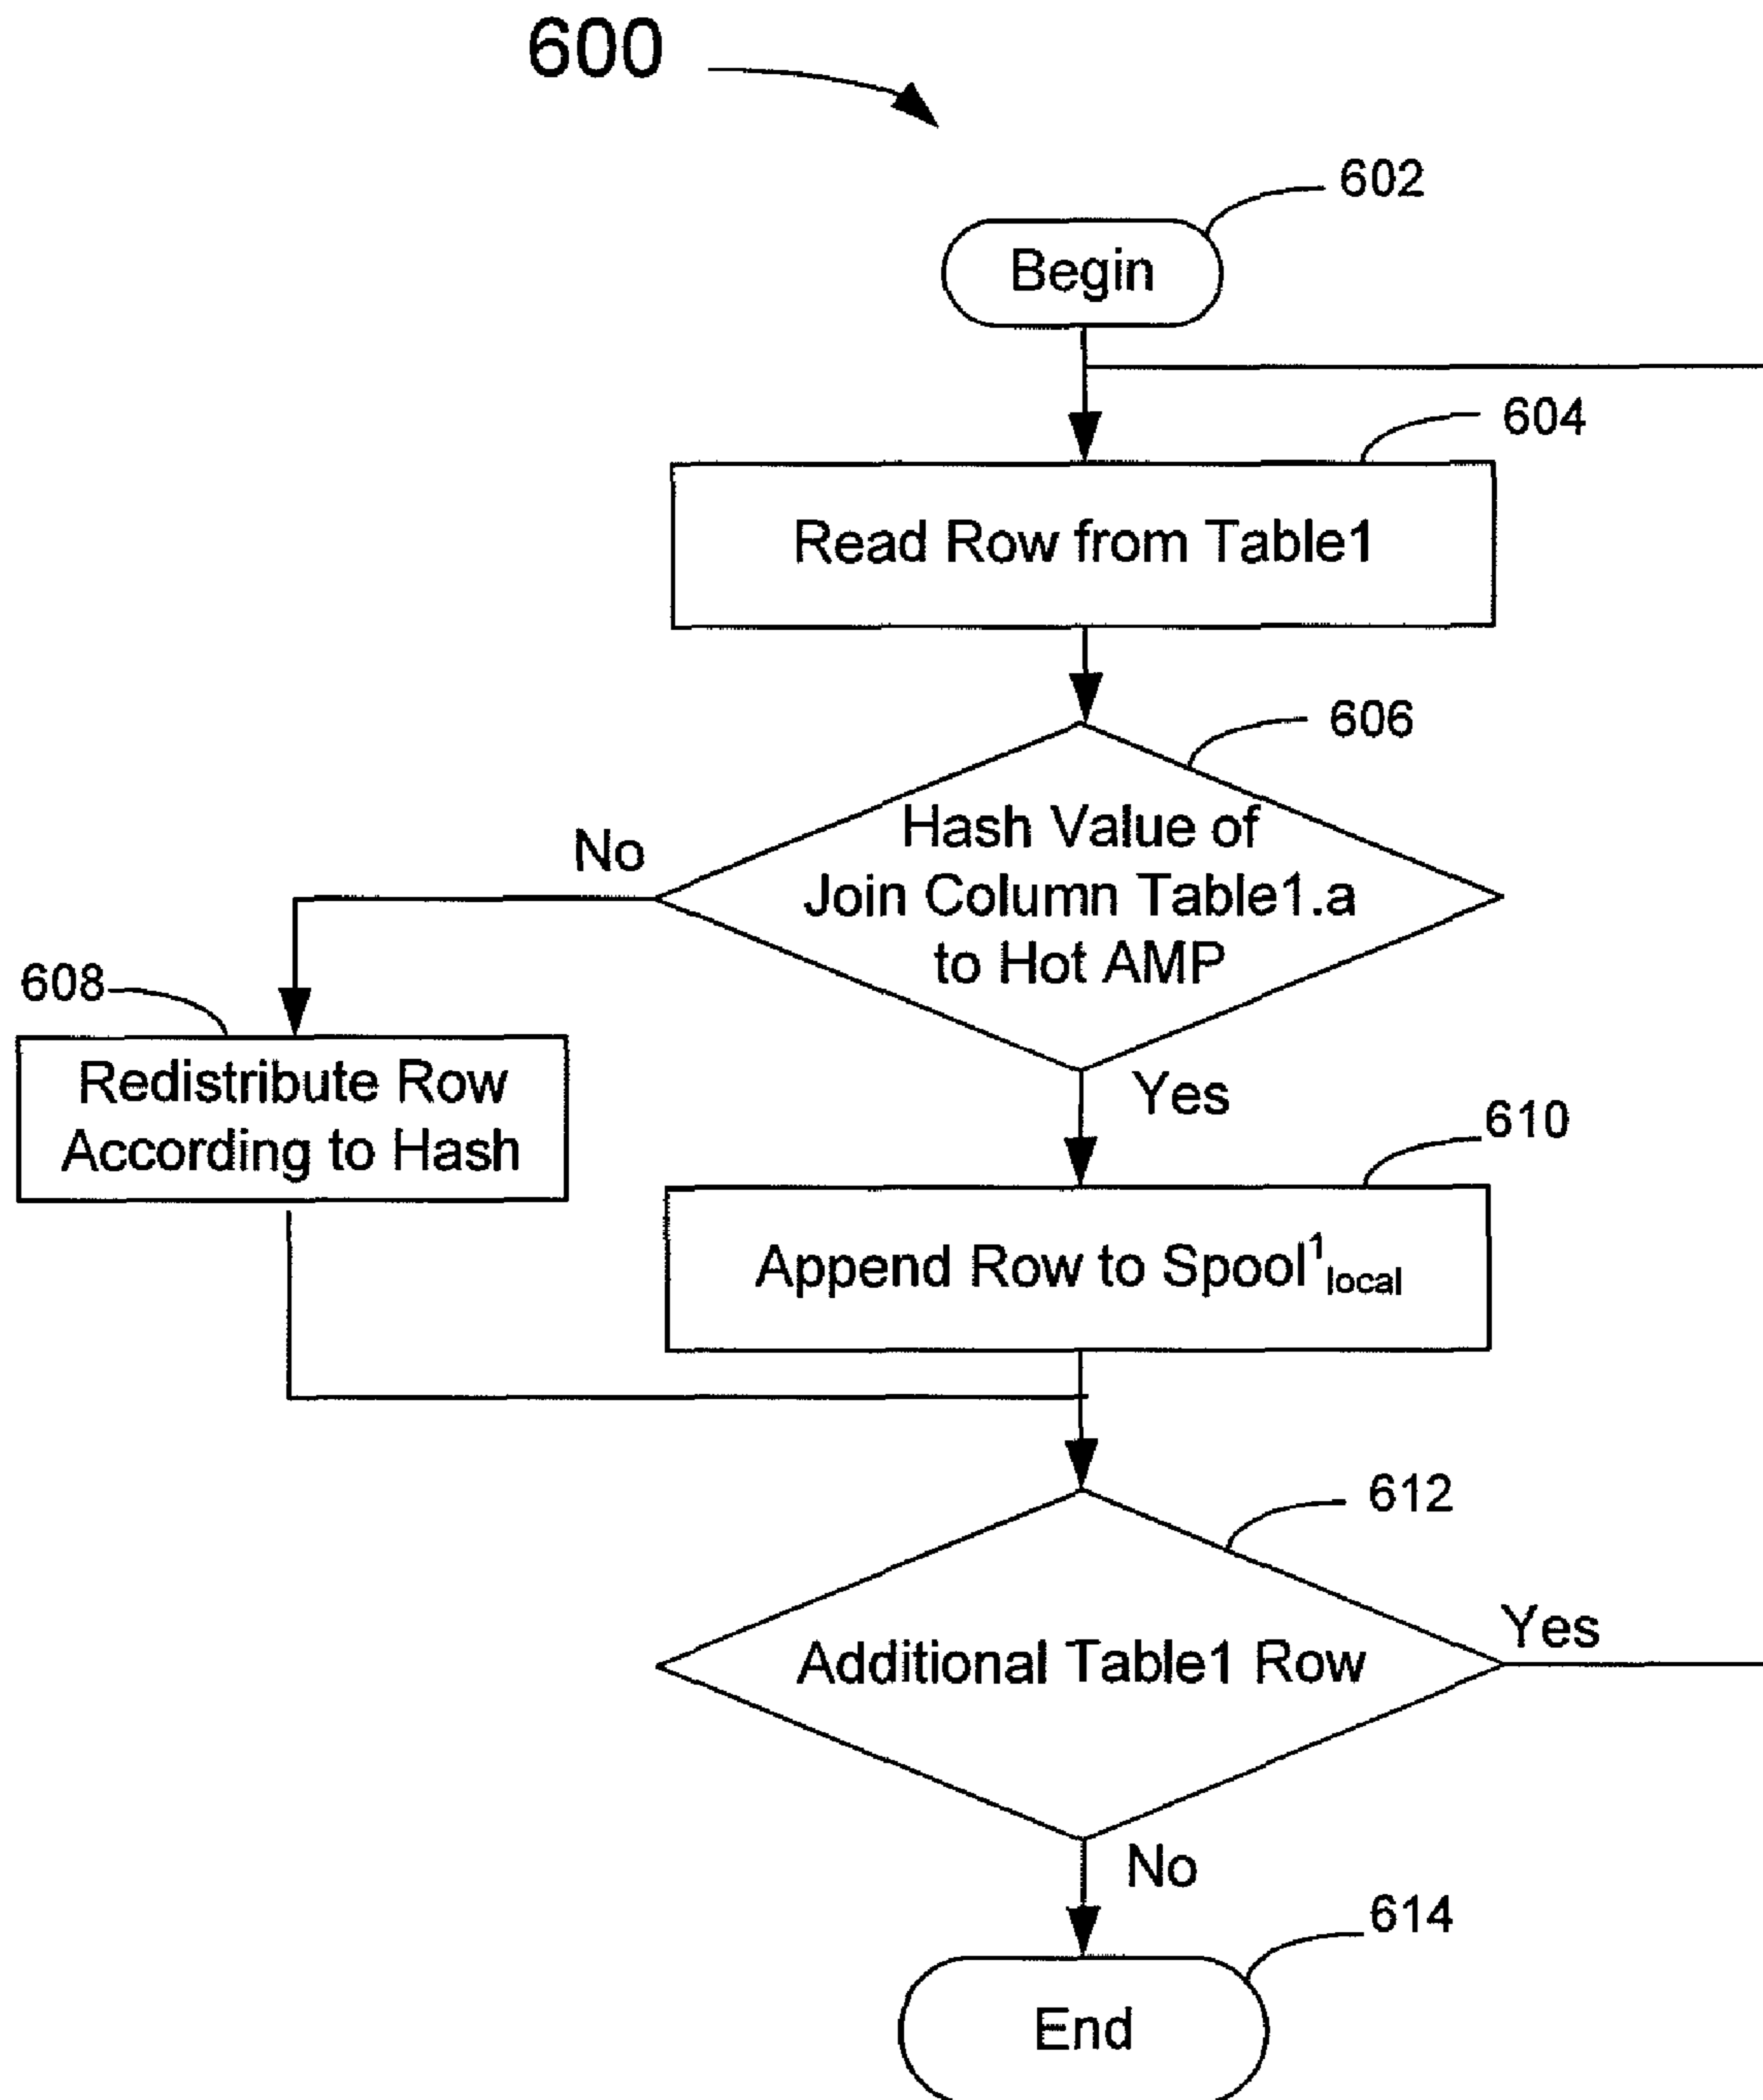 600
602
Begin
604
Read Row from Table1
606
Hash Value of
Join Column Table1.a
to Hot AMP
No
Yes
608
Redistribute Row
According to Hash
610
Append Row to Spool¹local
612
Additional Table1 Row
Yes
No
614
End